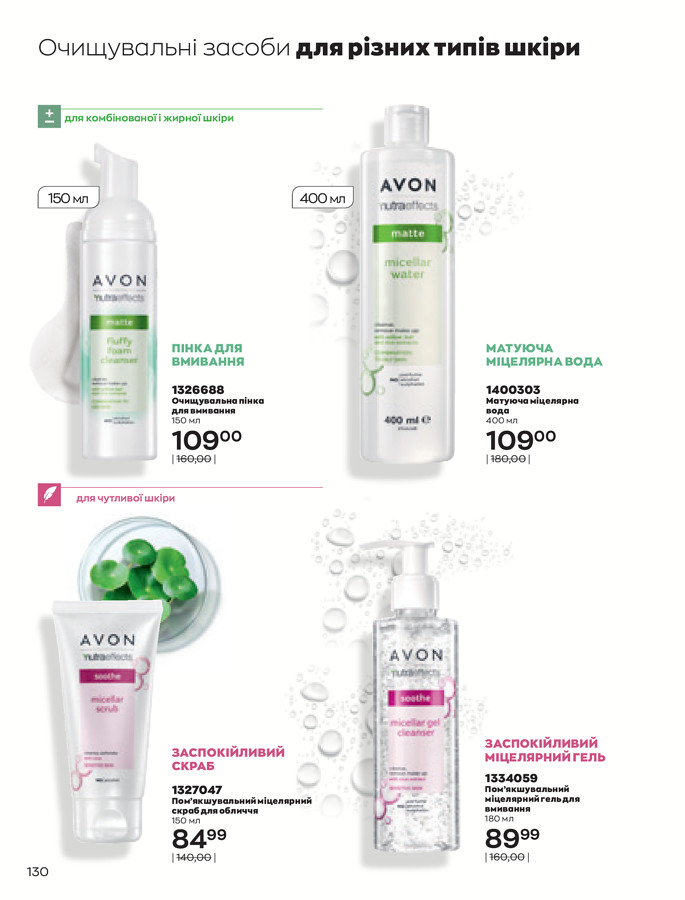 Очищувальні засоби для різних типів шкіри
± для комбінованої і жирної шкіри
150 мл
AVON
nutraeffects
matte
fluffy
foam
cleanser
ПІНКА ДЛЯ
ВМИВАННЯ
1326688
Очищувальна пінка
для вмивання
150 мл
109⁰⁰
| 160,00 |
400 мл
AVON
nutraeffects
matte
micellar
water
400 ml ℮
МАТУЮЧА
МІЦЕЛЯРНА ВОДА
1400303
Матуюча міцелярна
вода
400 мл
109⁰⁰
| 180,00 |
для чутливої шкіри
AVON
nutraeffects
soothe
micellar
scrub
ЗАСПОКІЙЛИВИЙ
СКРАБ
1327047
Пом'якшувальний міцелярний
скраб для обличчя
150 мл
84⁹⁹
| 140,00 |
AVON
nutraeffects
soothe
micellar gel
cleanser
ЗАСПОКІЙЛИВИЙ
МІЦЕЛЯРНИЙ ГЕЛЬ
1334059
Пом'якшувальний
міцелярний гель для
вмивання
180 мл
89⁹⁹
| 160,00 |
130